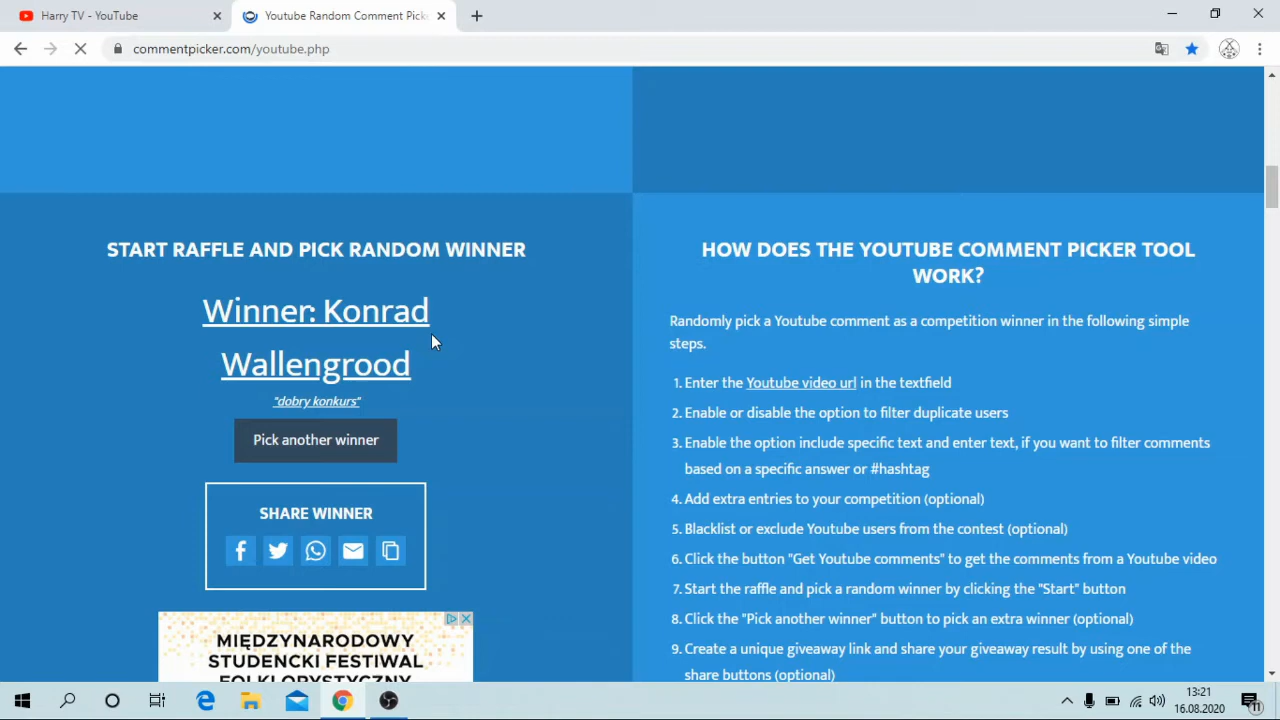 Harry TV - YouTube
Youtube Random Comment Picke
commentpicker.com/youtube.php
START RAFFLE AND PICK RANDOM WINNER
Winner: Konrad
Wallengrood
"dobry konkurs"
Pick another winner
SHARE WINNER
MIĘDZYNARODOWY
STUDENCKI FESTIWAL
FOLKLORYSTYCZNY
HOW DOES THE YOUTUBE COMMENT PICKER TOOL
WORK?
Randomly pick a Youtube comment as a competition winner in the following simple
steps.
1. Enter the Youtube video url in the textfield
2. Enable or disable the option to filter duplicate users
3. Enable the option include specific text and enter text, if you want to filter comments
based on a specific answer or #hashtag
4. Add extra entries to your competition (optional)
5. Blacklist or exclude Youtube users from the contest (optional)
6. Click the button "Get Youtube comments" to get the comments from a Youtube video
7. Start the raffle and pick a random winner by clicking the "Start" button
8. Click the "Pick another winner" button to pick an extra winner (optional)
9. Create a unique giveaway link and share your giveaway result by using one of the
share buttons (optional)
13:21
16.08.2020
11